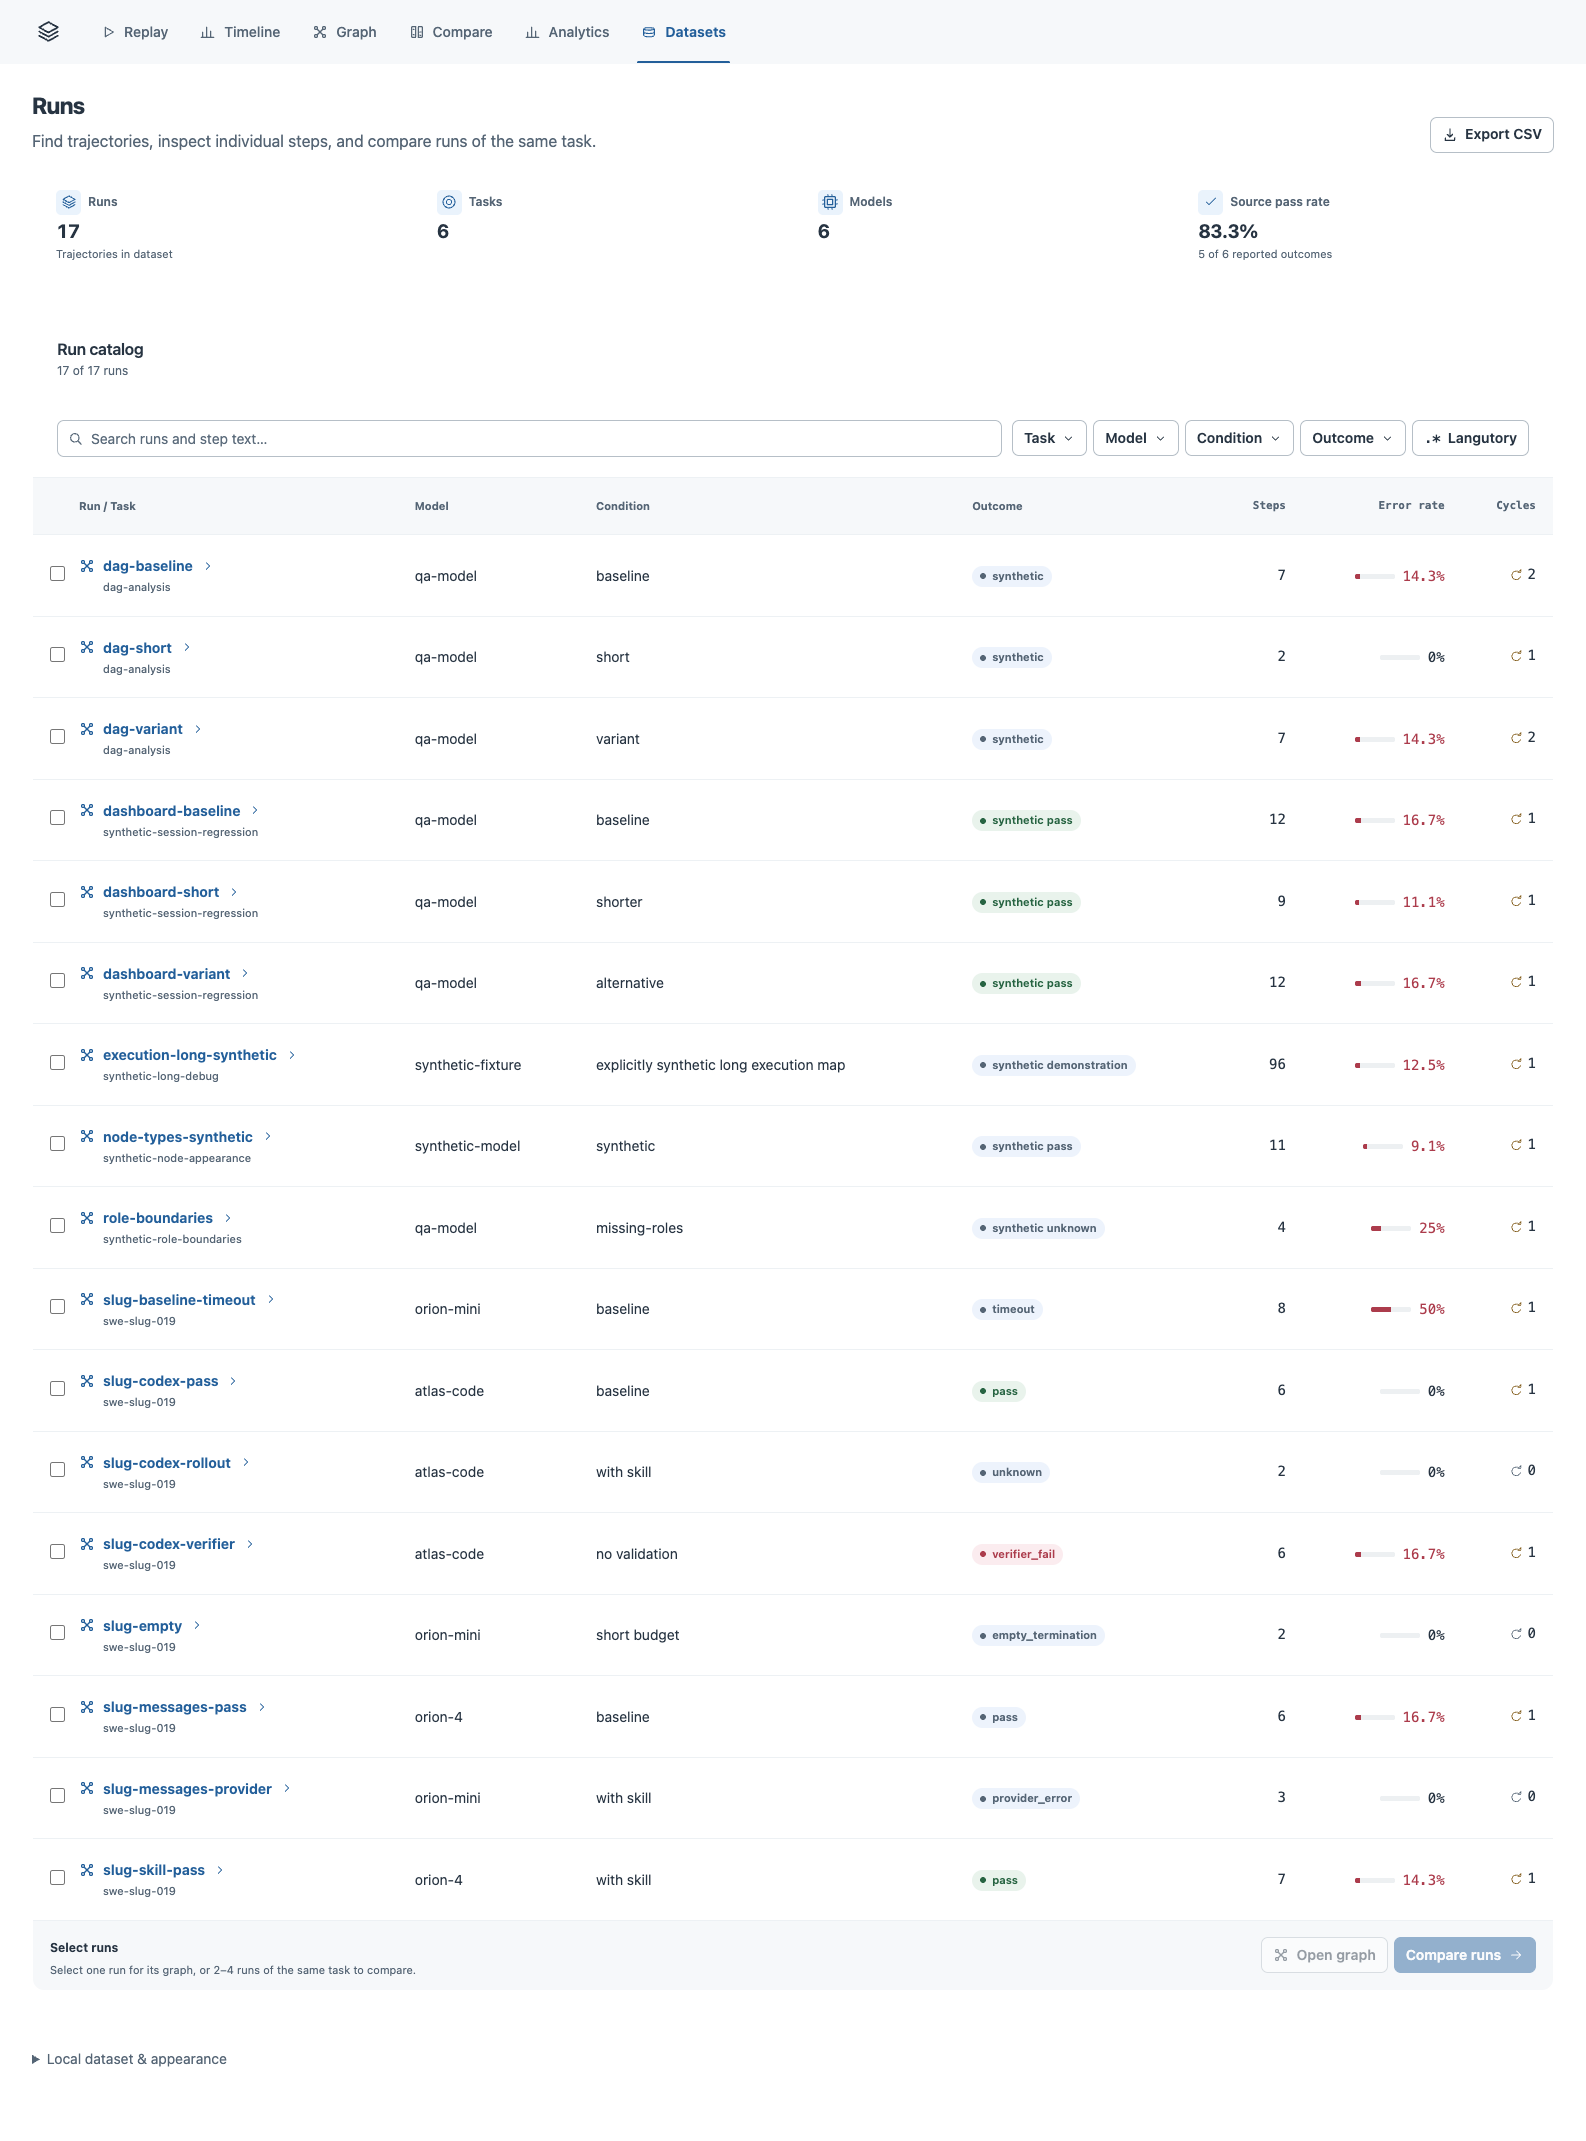 Replay Timeline Graph Compare Analytics Datasets
Runs
Find trajectories, inspect individual steps, and compare runs of the same task.
Export CSV
Runs Tasks Models Source pass rate
17 6 6 83.3%
Trajectories in dataset 5 of 6 reported outcomes
Run catalog
17 of 17 runs
Search runs and step text...
Task Model Condition Outcome .* Langutory
Run / Task Model Condition Outcome Steps Error rate Cycles
dag-baseline
dag-analysis
qa-model baseline synthetic 7 14.3% 2
dag-short
dag-analysis
qa-model short synthetic 2 0% 1
dag-variant
dag-analysis
qa-model variant synthetic 7 14.3% 2
dashboard-baseline
synthetic-session-regression
qa-model baseline synthetic pass 12 16.7% 1
dashboard-short
synthetic-session-regression
qa-model shorter synthetic pass 9 11.1% 1
dashboard-variant
synthetic-session-regression
qa-model alternative synthetic pass 12 16.7% 1
execution-long-synthetic
synthetic-long-debug
synthetic-fixture explicitly synthetic long execution map synthetic demonstration 96 12.5% 1
node-types-synthetic
synthetic-node-appearance
synthetic-model synthetic synthetic pass 11 9.1% 1
role-boundaries
synthetic-role-boundaries
qa-model missing-roles synthetic unknown 4 25% 1
slug-baseline-timeout
swe-slug-019
orion-mini baseline timeout 8 50% 1
slug-codex-pass
swe-slug-019
atlas-code baseline pass 6 0% 1
slug-codex-rollout
swe-slug-019
atlas-code with skill unknown 2 0% 0
slug-codex-verifier
swe-slug-019
atlas-code no validation verifier_fail 6 16.7% 1
slug-empty
swe-slug-019
orion-mini short budget empty_termination 2 0% 0
slug-messages-pass
swe-slug-019
orion-4 baseline pass 6 16.7% 1
slug-messages-provider
swe-slug-019
orion-mini with skill provider_error 3 0% 0
slug-skill-pass
swe-slug-019
orion-4 with skill pass 7 14.3% 1
Select runs
Select one run for its graph, or 2–4 runs of the same task to compare.
Open graph Compare runs
Local dataset & appearance